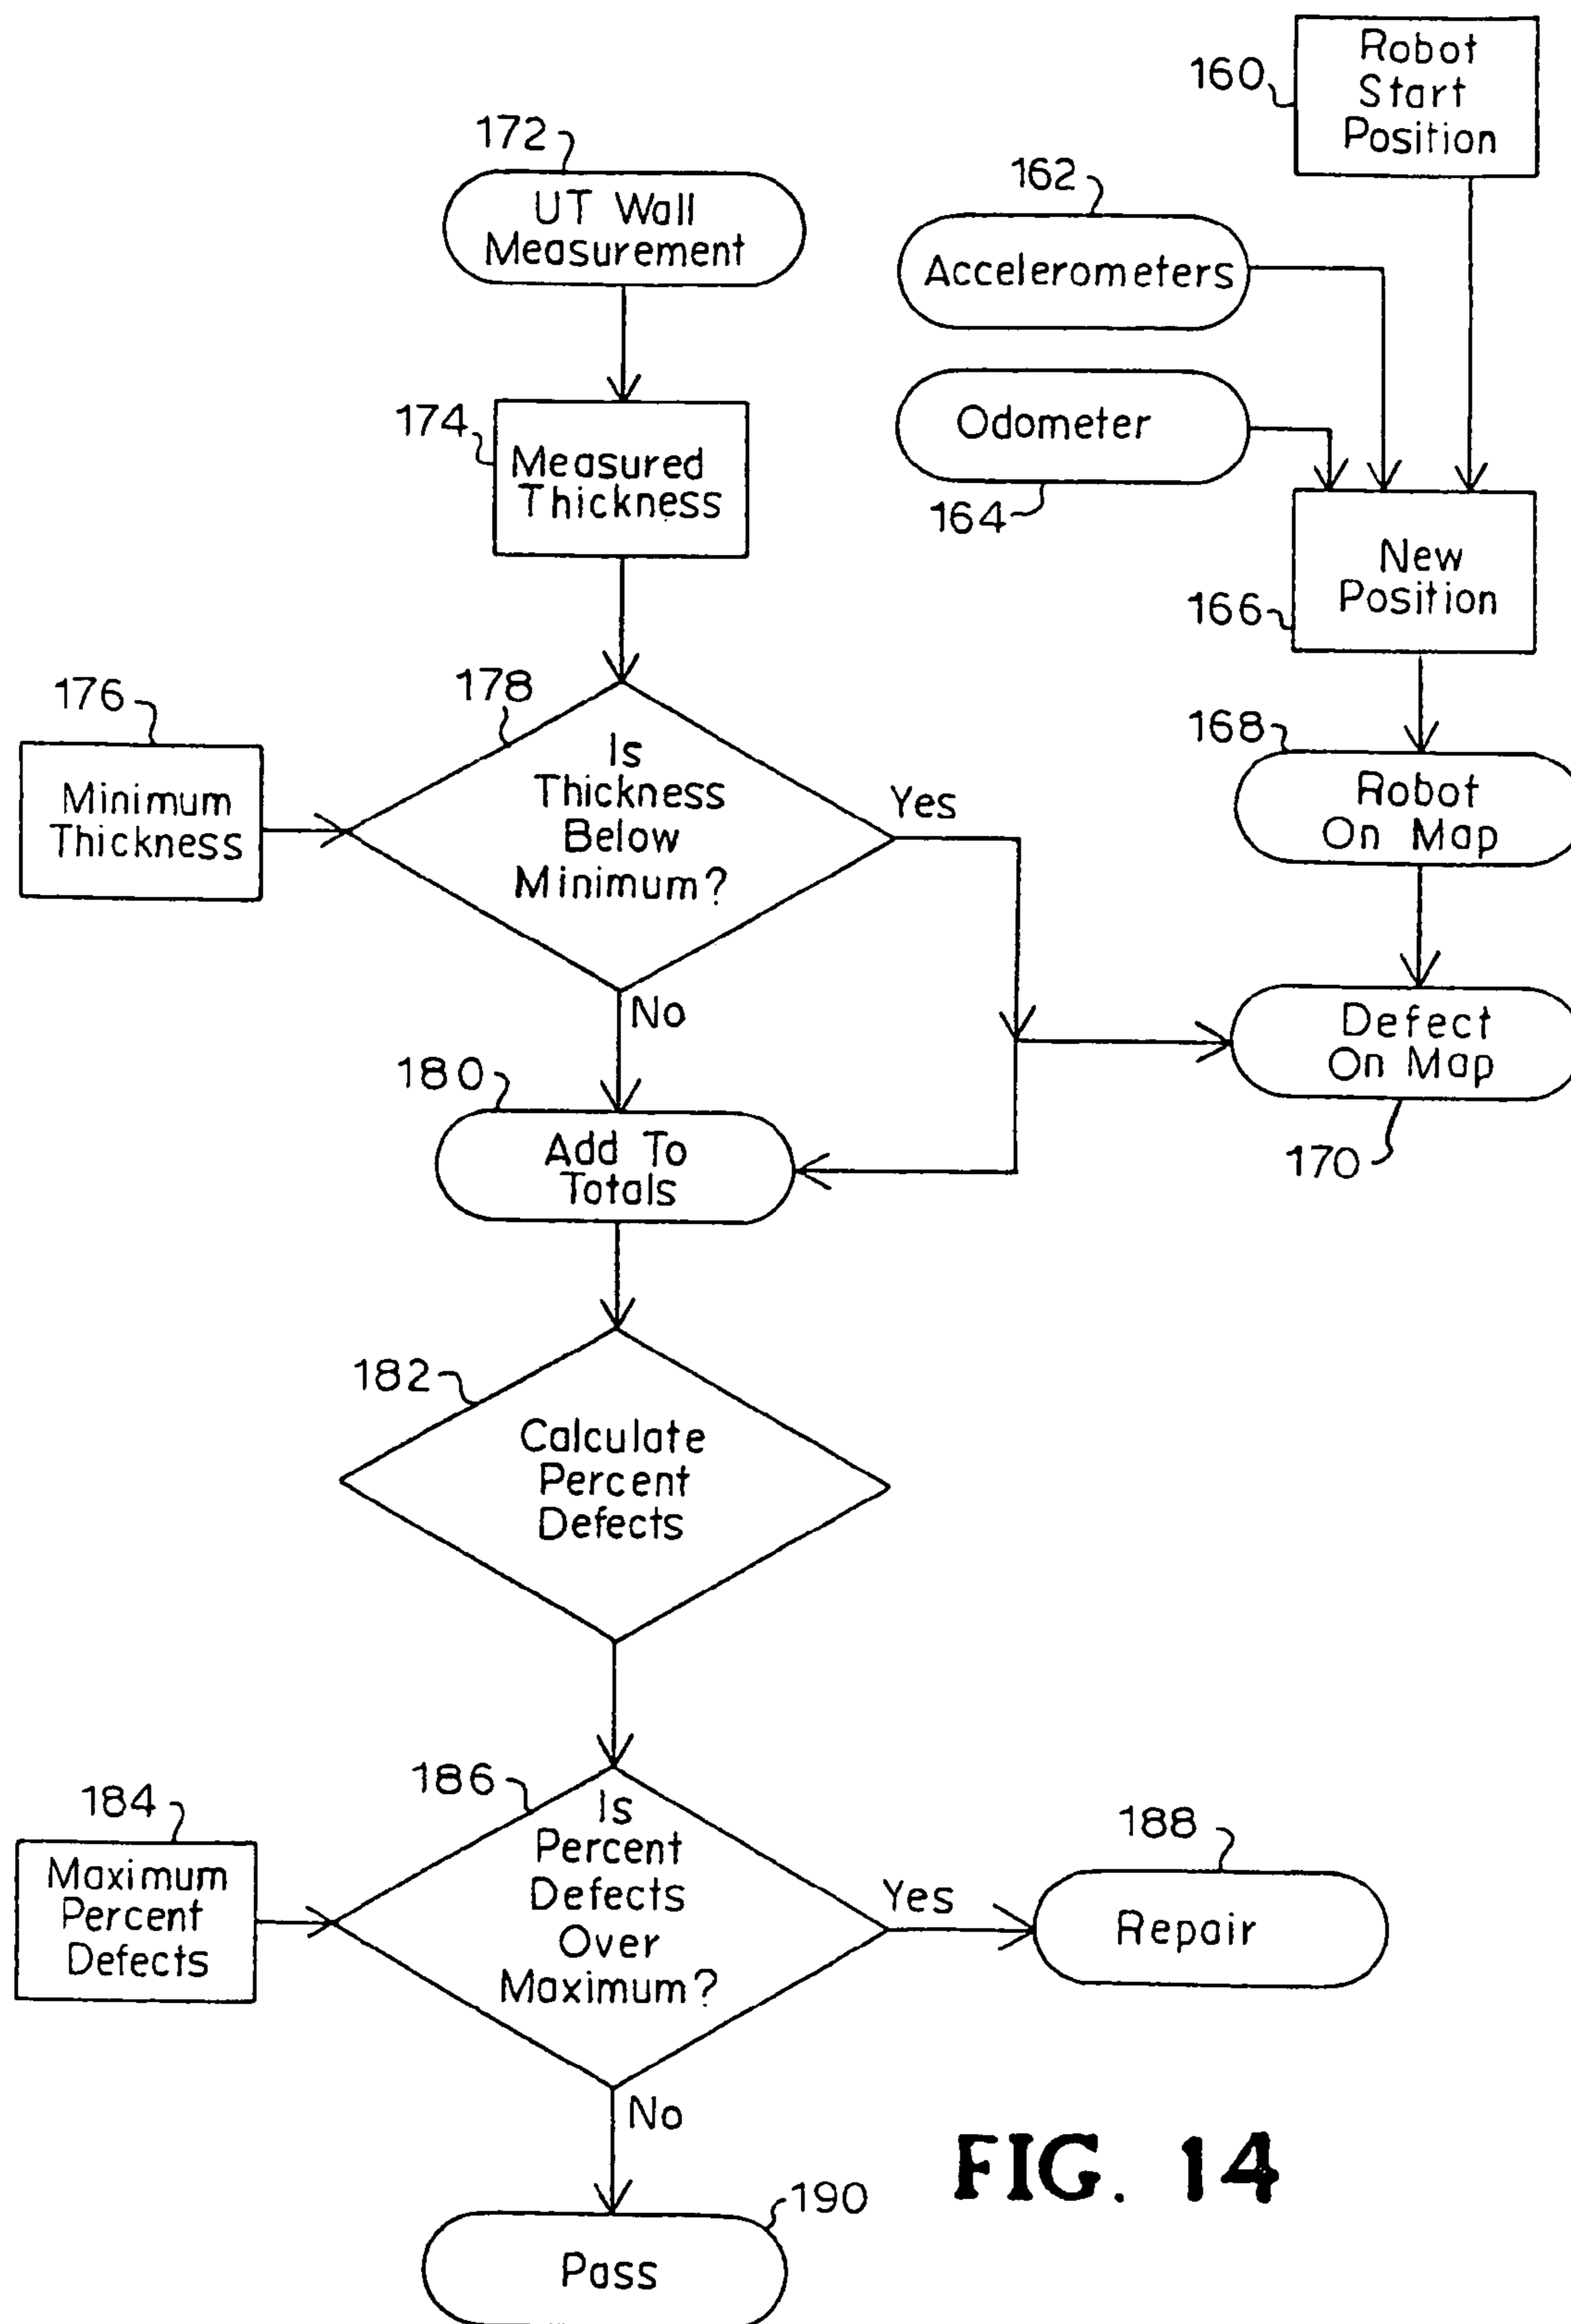 160
Robot
Start
Position
172
UT Wall
Measurement
162
Accelerometers
174
Measured
Thickness
Odometer
164
New
Position
166
176
Minimum
Thickness
178
Is
Thickness
Below
Minimum?
Yes
No
168
Robot
On Map
Defect
On Map
170
180
Add To
Totals
182
Calculate
Percent
Defects
184
Maximum
Percent
Defects
186
Is
Percent
Defects
Over
Maximum?
Yes
188
Repair
No
190
Pass
FIG. 14